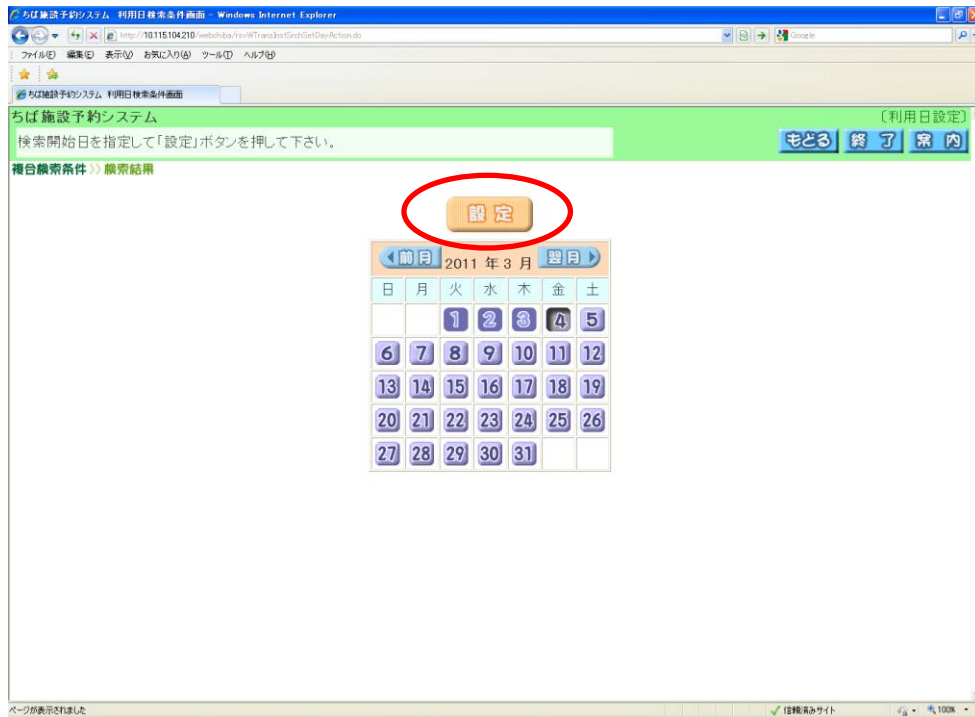 ちば施設予約システム 利用日検索条件画面 - Windows Internet Explorer
http://10.115.104.210/webchiba/rsvWTransInstSrchSetDayAction.do
Google
ファイル(F) 編集(E) 表示(V) お気に入り(A) ツール(T) ヘルプ(H)
ちば施設予約システム 利用日検索条件画面
ちば施設予約システム
〔利用日設定〕
検索開始日を指定して「設定」ボタンを押して下さい。
もどる 終了 案内
複合検索条件 》 検索結果
設定
前月 2011 年 3 月 翌月
日 月 火 水 木 金 土
1 2 3 4 5
6 7 8 9 10 11 12
13 14 15 16 17 18 19
20 21 22 23 24 25 26
27 28 29 30 31
ページが表示されました
信頼済みサイト
100%